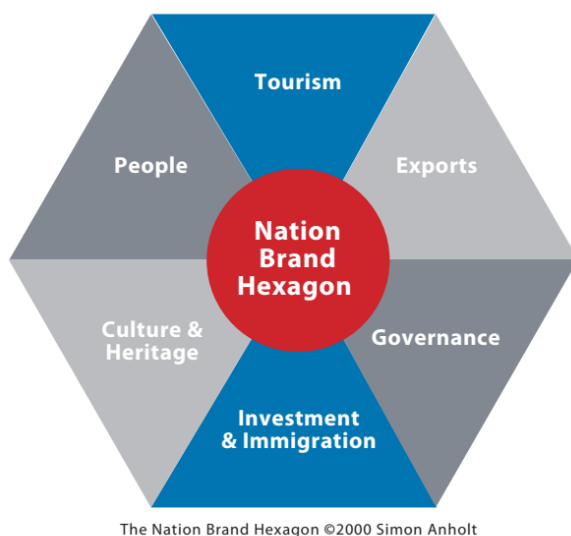 Tourism
People
Exports
Nation
Brand
Hexagon
Culture &
Heritage
Governance
Investment
& Immigration
The Nation Brand Hexagon ©2000 Simon Anholt